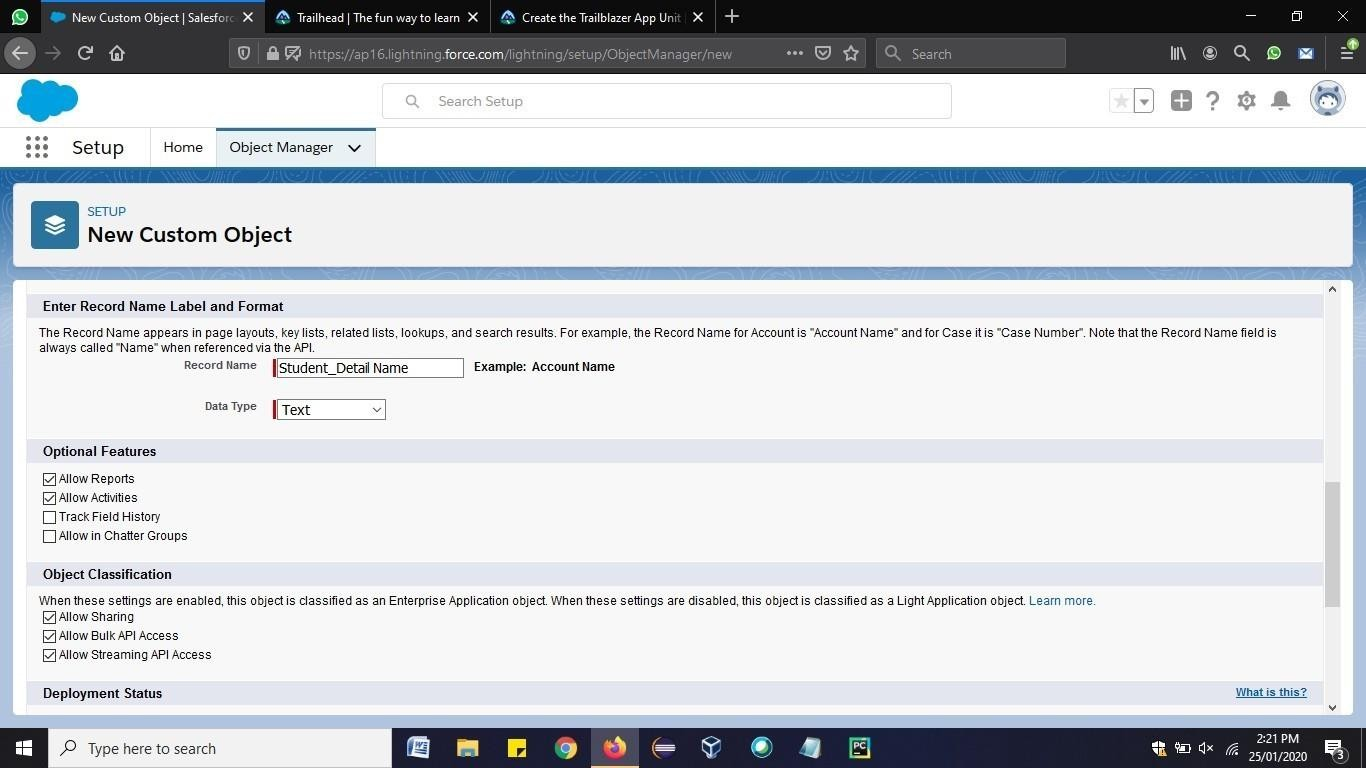 New Custom Object | Salesforc
Trailhead | The fun way to learn
Create the Trailblazer App Unit
https://ap16.lightning.force.com/lightning/setup/ObjectManager/new
Search
Search Setup
Setup
Home
Object Manager
SETUP
New Custom Object
Enter Record Name Label and Format
The Record Name appears in page layouts, key lists, related lists, lookups, and search results. For example, the Record Name for Account is "Account Name" and for Case it is "Case Number". Note that the Record Name field is
always called "Name" when referenced via the API.
Record Name Student_Detail Name Example: Account Name
Data Type Text
Optional Features
Allow Reports
Allow Activities
Track Field History
Allow in Chatter Groups
Object Classification
When these settings are enabled, this object is classified as an Enterprise Application object. When these settings are disabled, this object is classified as a Light Application object. Learn more.
Allow Sharing
Allow Bulk API Access
Allow Streaming API Access
Deployment Status What is this?
Type here to search
PC
2:21 PM
25/01/2020
3